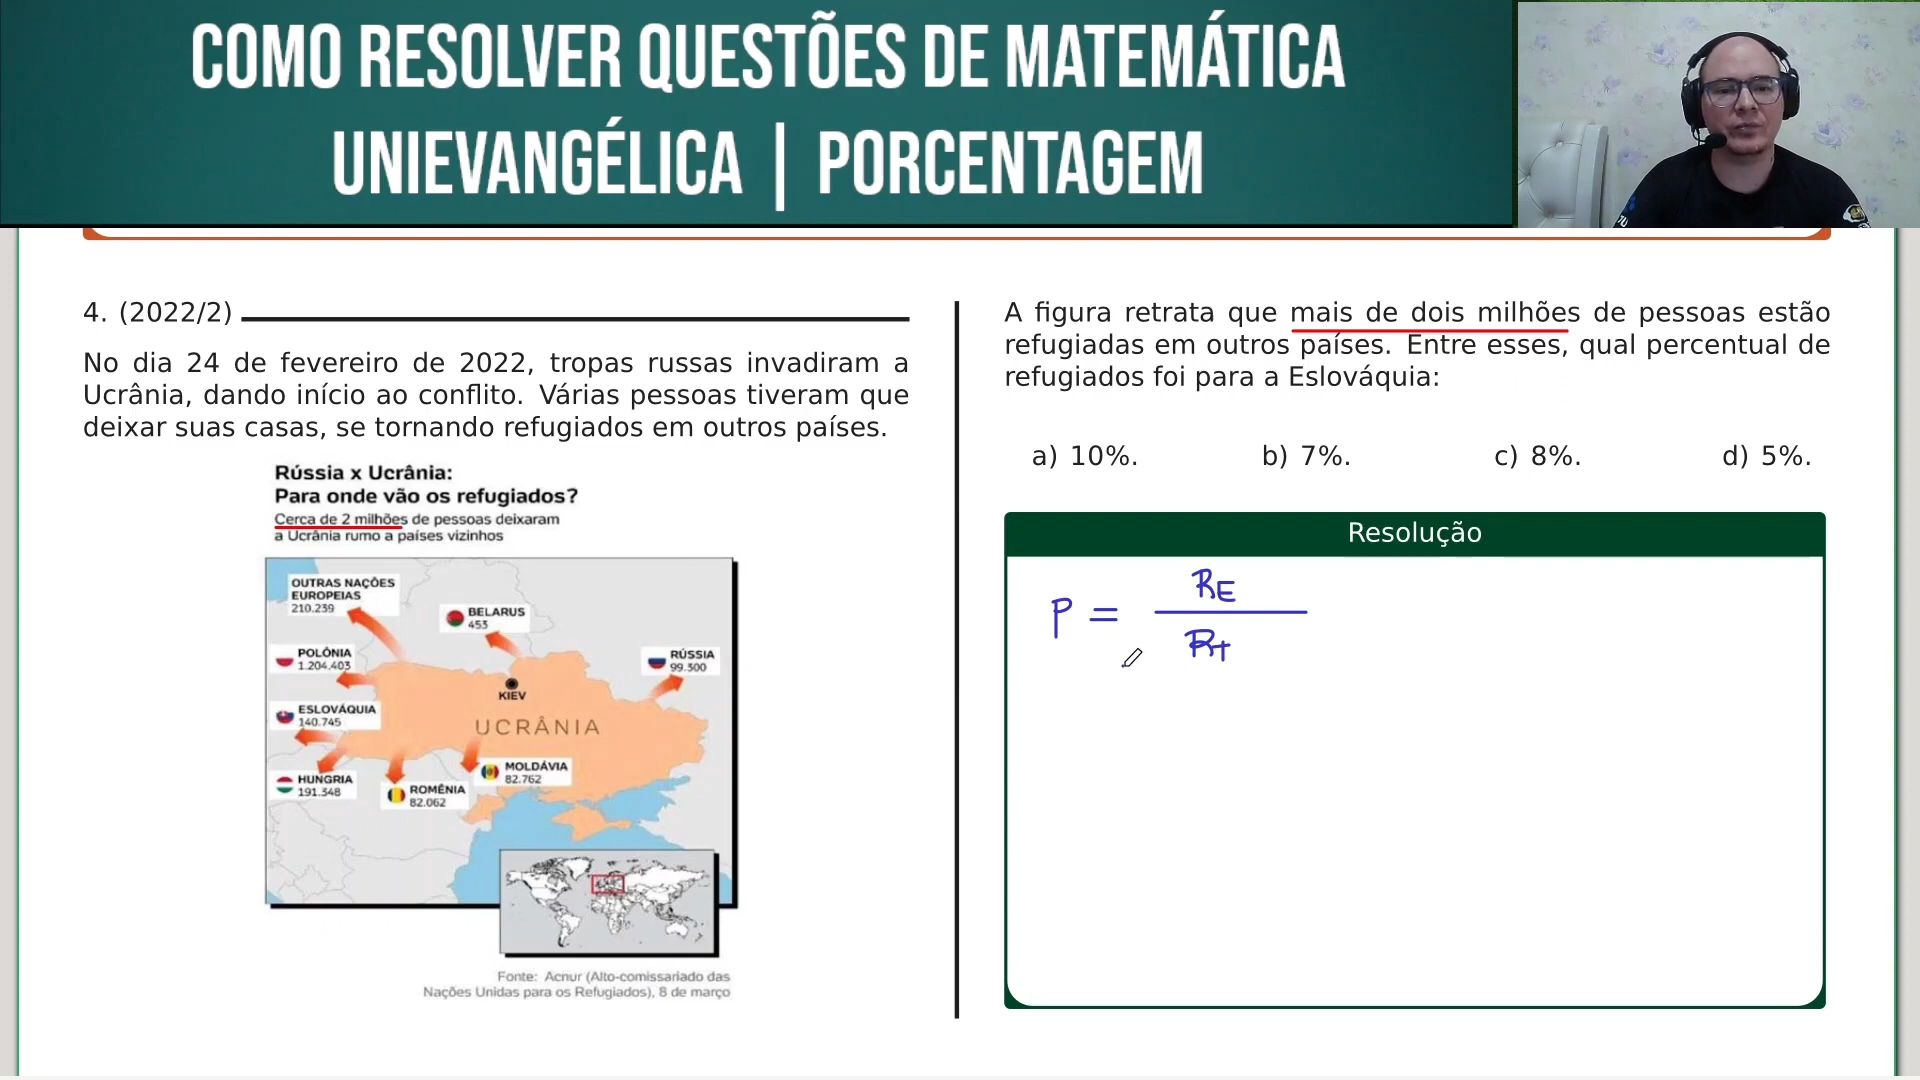 COMO RESOLVER QUESTÕES DE MATEMÁTICA
UNIEVANGÉLICA | PORCENTAGEM
4. (2022/2)
No dia 24 de fevereiro de 2022, tropas russas invadiram a
Ucrânia, dando início ao conflito. Várias pessoas tiveram que
deixar suas casas, se tornando refugiados em outros países.
Rússia x Ucrânia:
Para onde vão os refugiados?
Cerca de 2 milhões de pessoas deixaram
a Ucrânia rumo a países vizinhos
OUTRAS NAÇÕES
EUROPEIAS
210.239
BELARUS
453
POLÔNIA
1.204.403
RÚSSIA
99.300
KIEV
ESLOVÁQUIA
140.745
UCRÂNIA
MOLDÁVIA
82.762
HUNGRIA
191.348
ROMÊNIA
82.062
Fonte: Acnur (Alto-comissariado das
Nações Unidas para os Refugiados), 8 de março
A figura retrata que mais de dois milhões de pessoas estão
refugiadas em outros países. Entre esses, qual percentual de
refugiados foi para a Eslováquia:
a) 10%. b) 7%. c) 8%. d) 5%.
Resolução
P = RE
RT